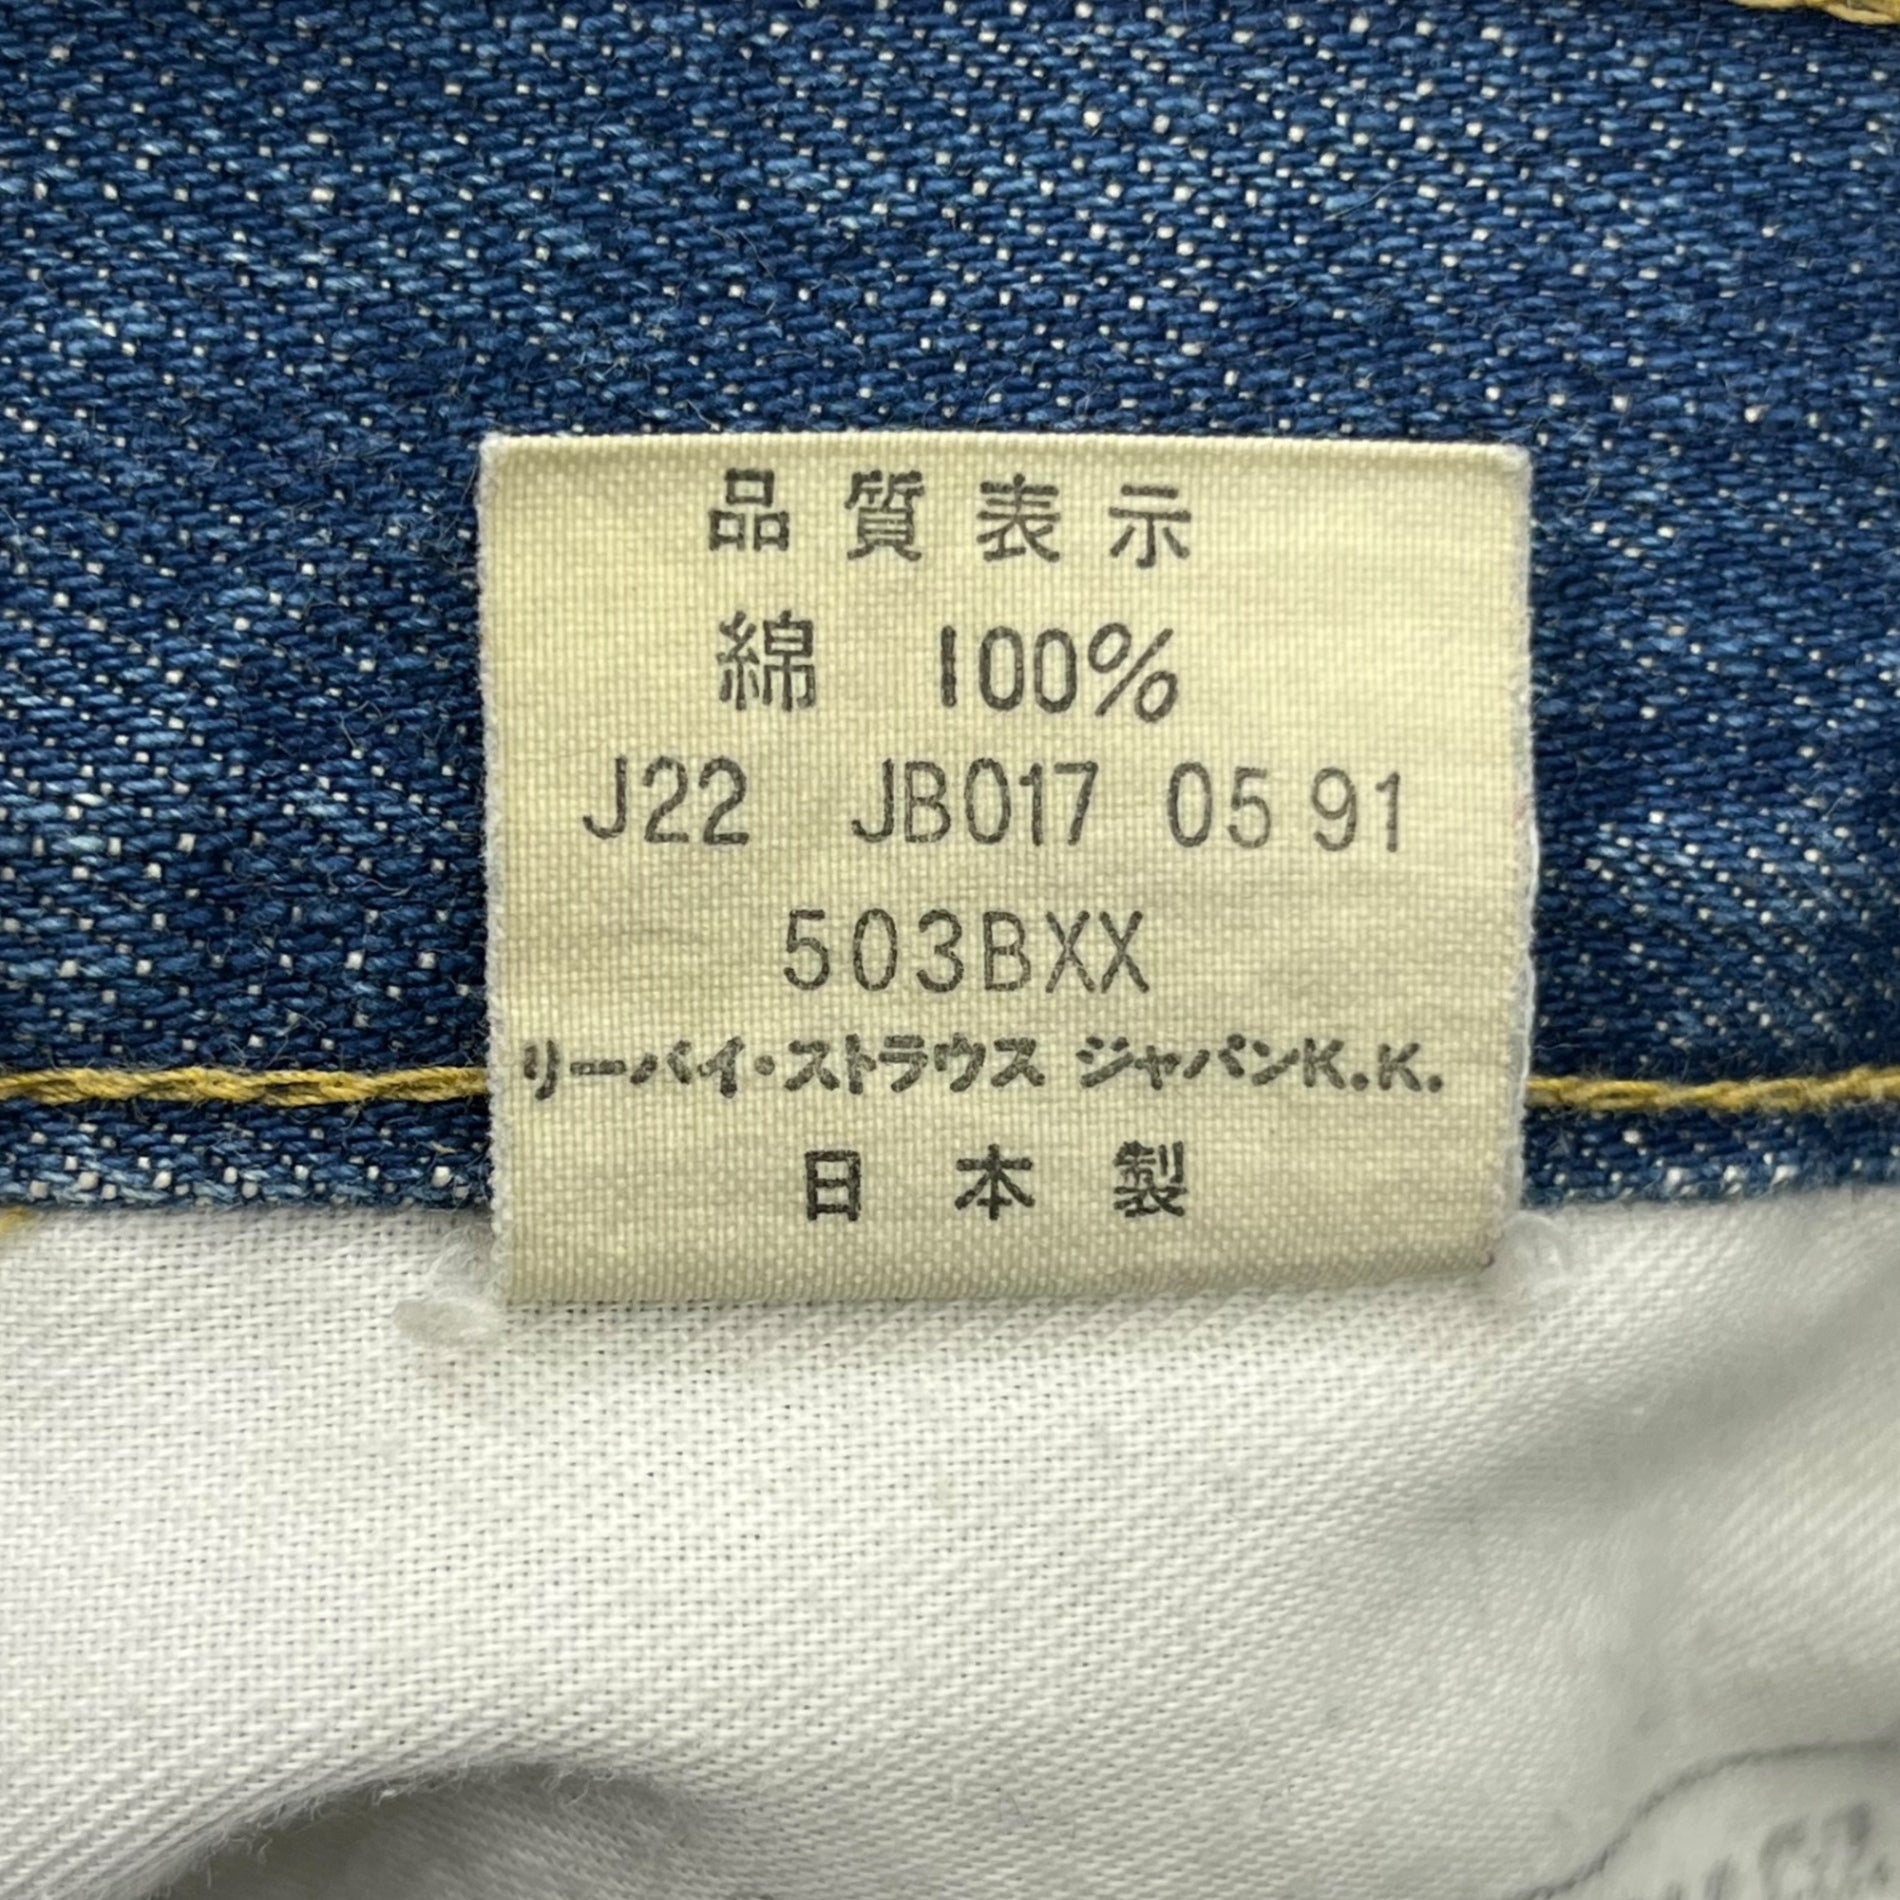 品質表示
綿 100%
J22 JB017 05 91
503BXX
リーバイ・ストラウス ジャパンK.K.
日本製